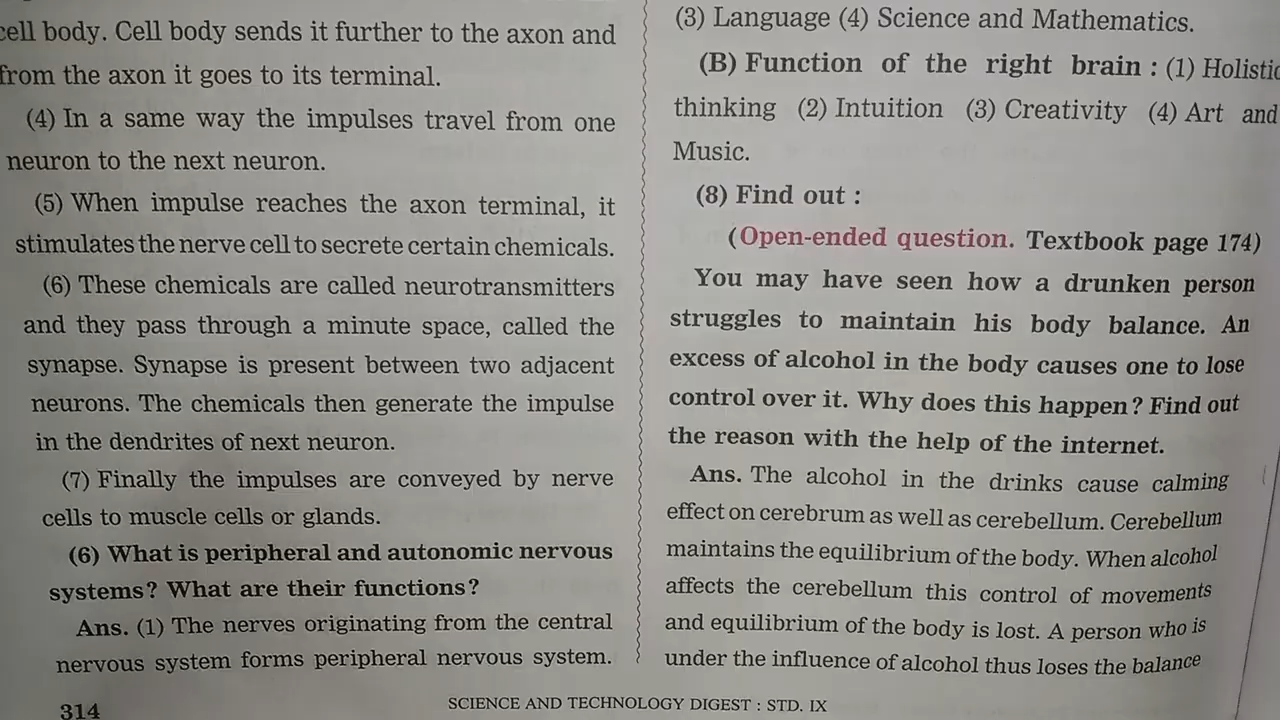 cell body. Cell body sends it further to the axon and
from the axon it goes to its terminal.
(4) In a same way the impulses travel from one
neuron to the next neuron.
(5) When impulse reaches the axon terminal, it
stimulates the nerve cell to secrete certain chemicals.
(6) These chemicals are called neurotransmitters
and they pass through a minute space, called the
synapse. Synapse is present between two adjacent
neurons. The chemicals then generate the impulse
in the dendrites of next neuron.
(7) Finally the impulses are conveyed by nerve
cells to muscle cells or glands.
(6) What is peripheral and autonomic nervous
systems? What are their functions?
Ans. (1) The nerves originating from the central
nervous system forms peripheral nervous system.
(3) Language (4) Science and Mathematics.
(B) Function of the right brain : (1) Holistic
thinking (2) Intuition (3) Creativity (4) Art and
Music.
(8) Find out :
(Open-ended question. Textbook page 174)
You may have seen how a drunken person
struggles to maintain his body balance. An
excess of alcohol in the body causes one to lose
control over it. Why does this happen? Find out
the reason with the help of the internet.
Ans. The alcohol in the drinks cause calming
effect on cerebrum as well as cerebellum. Cerebellum
maintains the equilibrium of the body. When alcohol
affects the cerebellum this control of movements
and equilibrium of the body is lost. A person who is
under the influence of alcohol thus loses the balance
314
SCIENCE AND TECHNOLOGY DIGEST : STD. IX